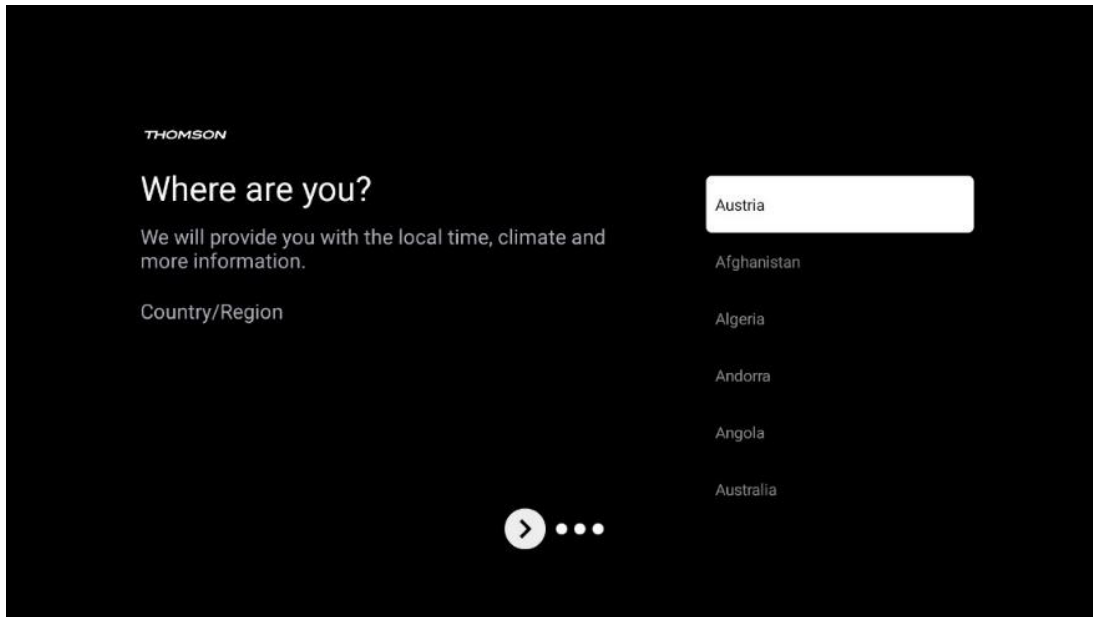 THOMSON
Where are you?
We will provide you with the local time, climate and
more information.
Country/Region
Austria
Afghanistan
Algeria
Andorra
Angola
Australia